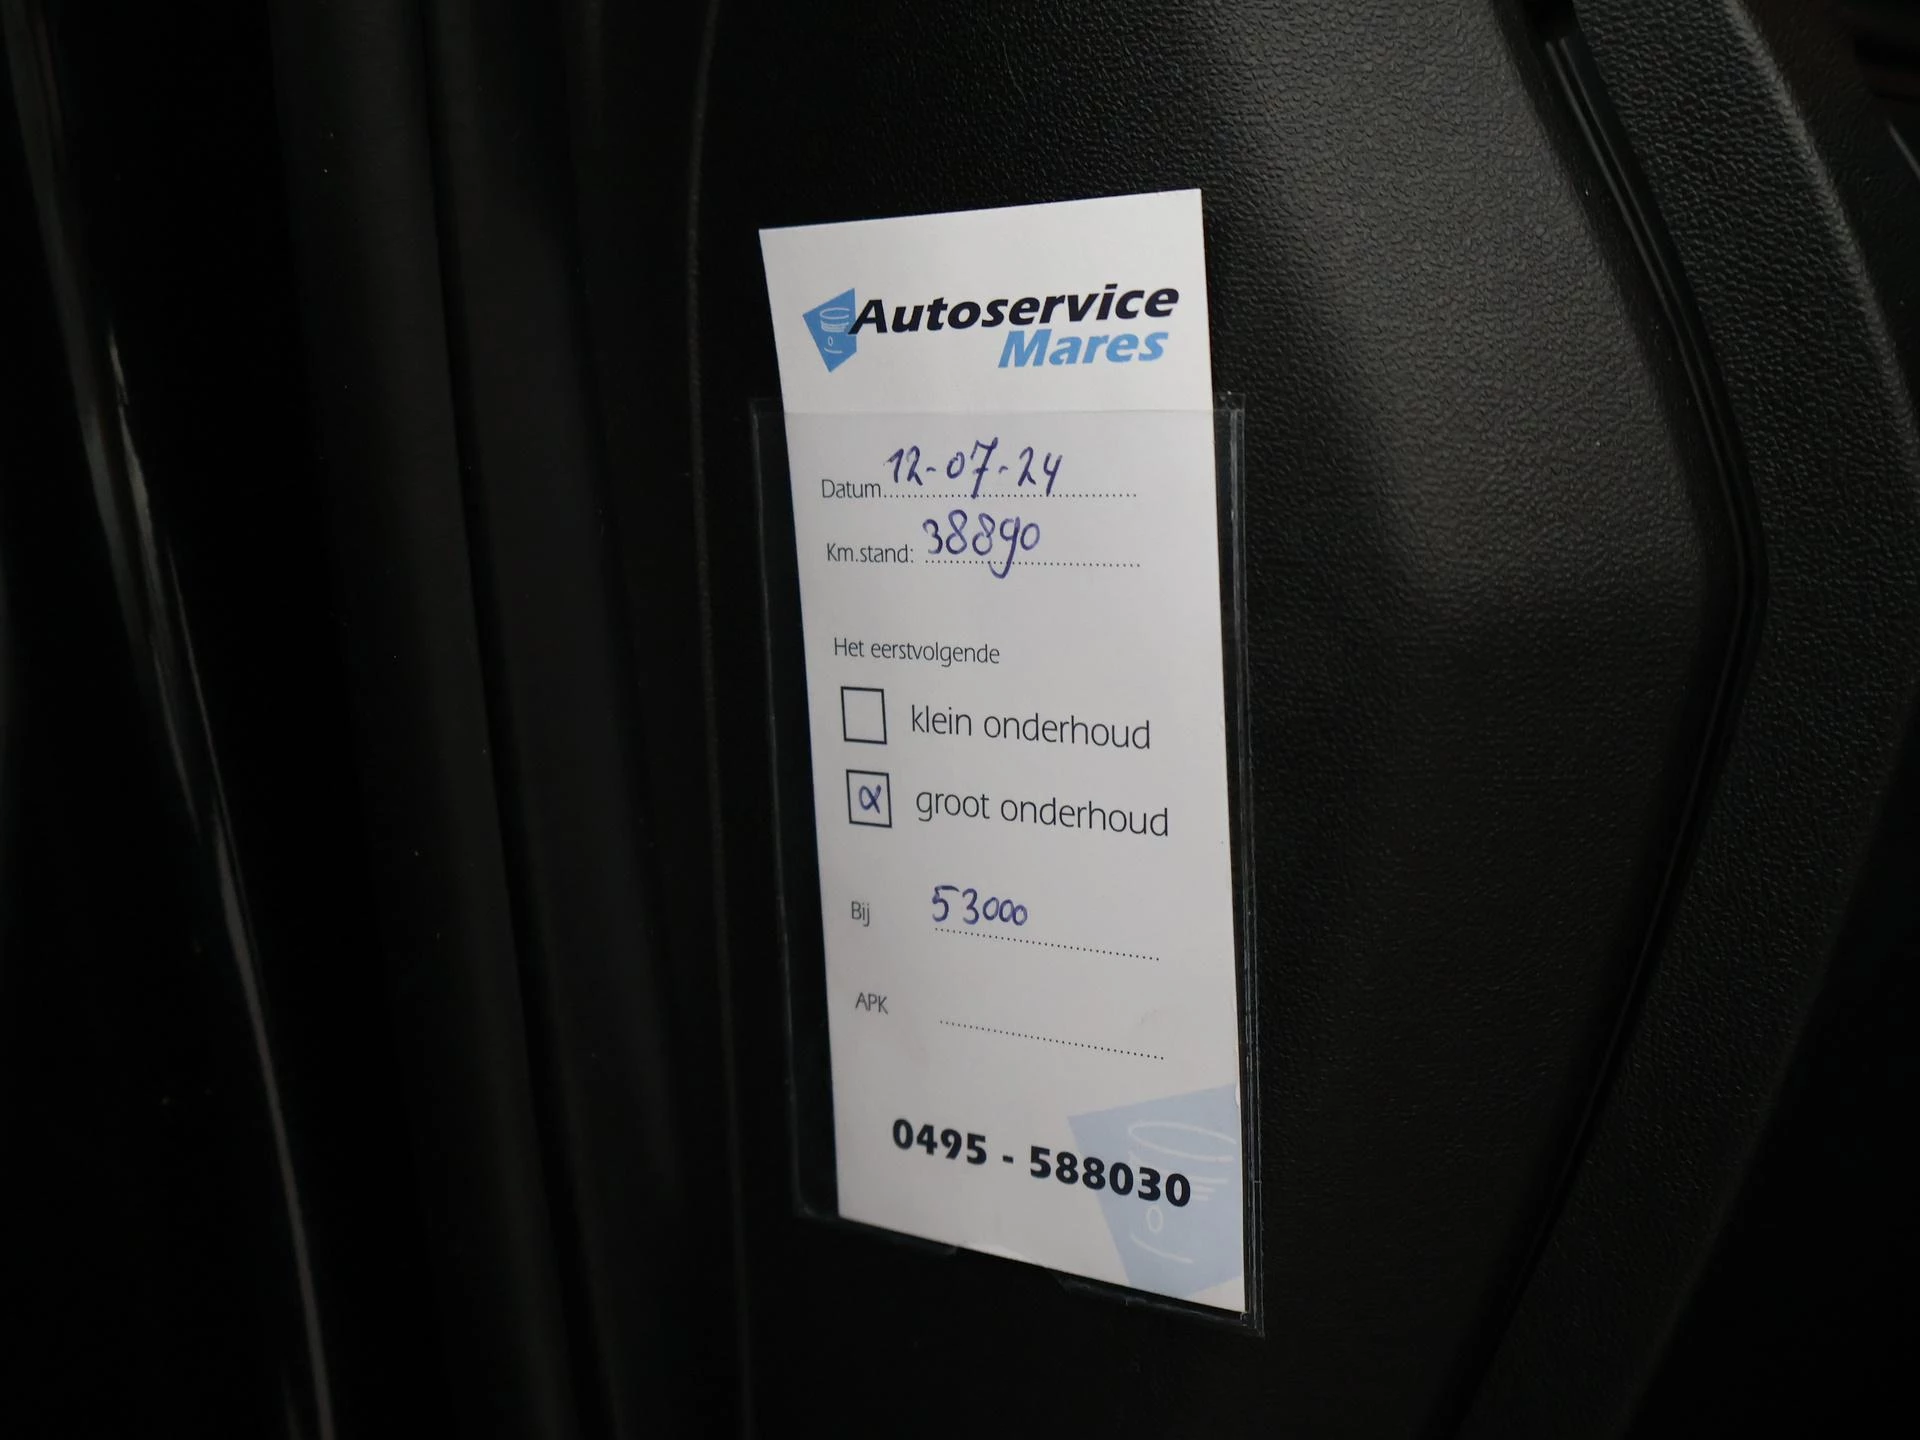 Autoservice
Mares
Datum 12-07-24
Km.stand: 38890
Het eerstvolgende
klein onderhoud
groot onderhoud
Bij 53000
APK
0495 - 588030